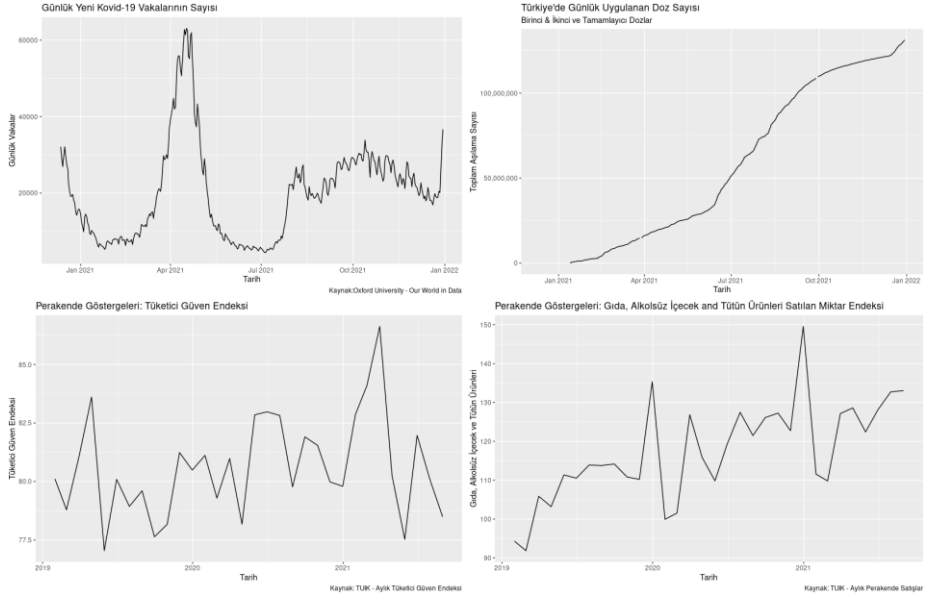 Günlük Yeni Kovid-19 Vakalarının Sayısı
Günlük Vakalar
60000
40000
20000
Jan 2021
Apr 2021
Jul 2021
Oct 2021
Jan 2022
Tarih
Kaynak:Oxford University - Our World in Data
Türkiye'de Günlük Uygulanan Doz Sayısı
Birinci & İkinci ve Tamamlayıcı Dozlar
Toplam Aşılama Sayısı
100,000,000
50,000,000
0
Jan 2021
Apr 2021
Jul 2021
Oct 2021
Jan 2022
Tarih
Perakende Göstergeleri: Tüketici Güven Endeksi
Tüketici Güven Endeksi
85.0
82.5
80.0
77.5
2019
2020
2021
Tarih
Kaynak: TUIK - Aylık Tüketici Güven Endeksi
Perakende Göstergeleri: Gıda, Alkolsüz İçecek and Tütün Ürünleri Satılan Miktar Endeksi
Gıda, Alkolsüz İçecek ve Tütün Ürünleri
150
140
130
120
110
100
90
2019
2020
2021
Tarih
Kaynak: TUIK - Aylık Perakende Satışlar